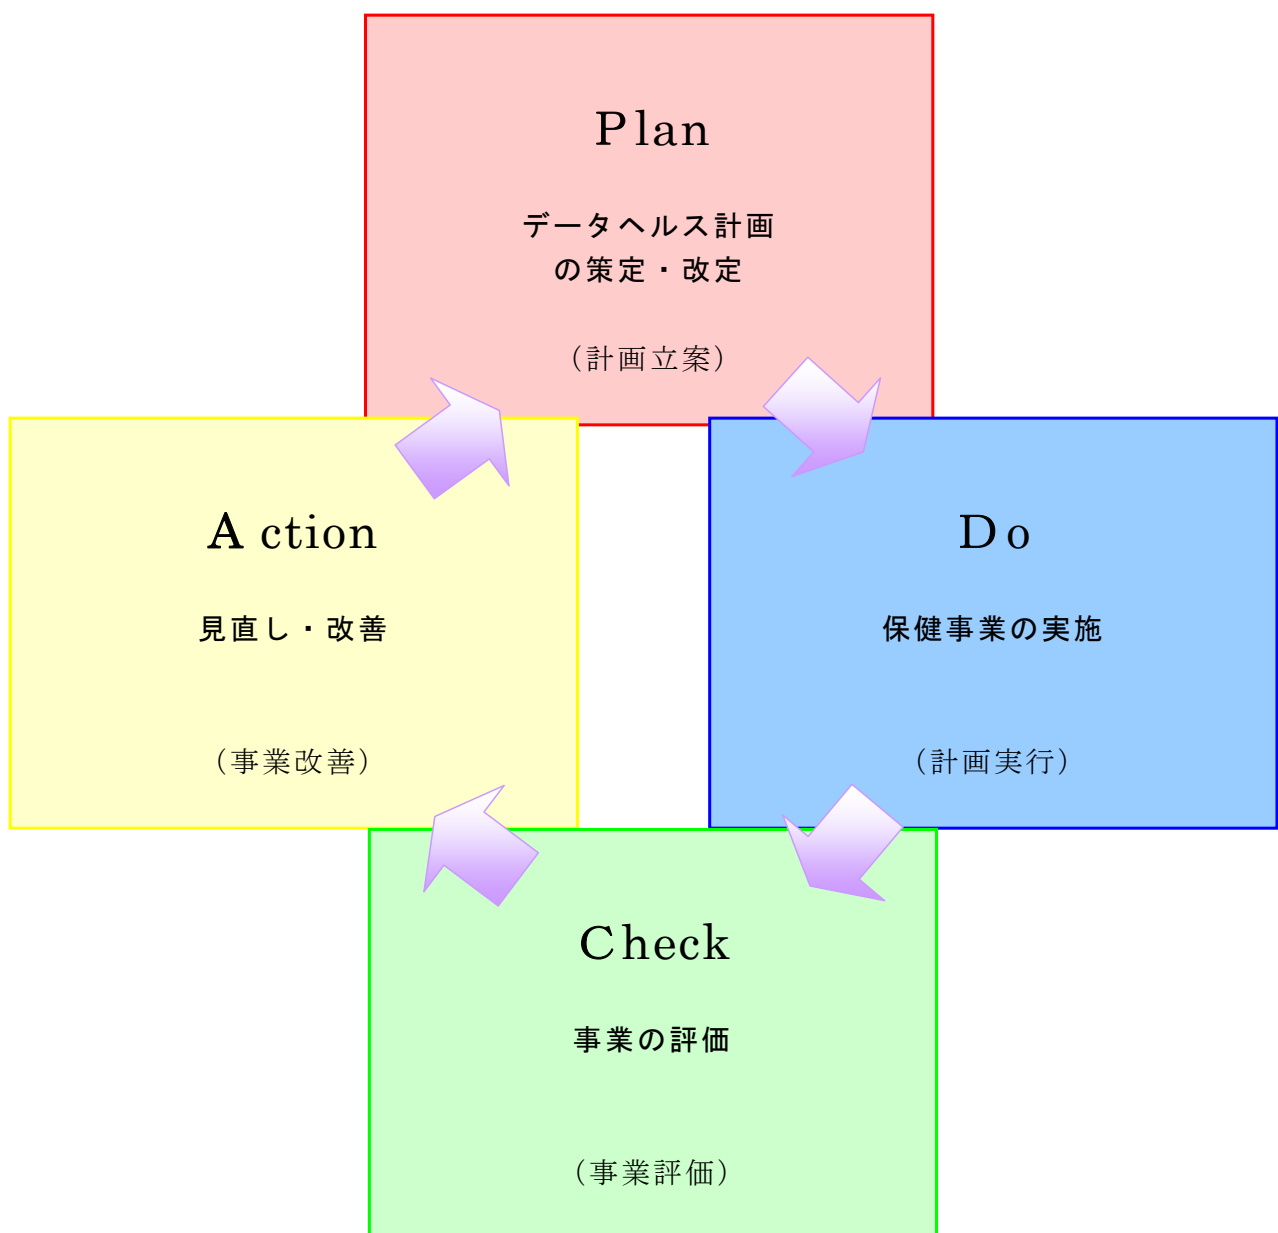 Plan
データヘルス計画
の策定・改定
（計画立案）
Action
見直し・改善
（事業改善）
Do
保健事業の実施
（計画実行）
Check
事業の評価
（事業評価）